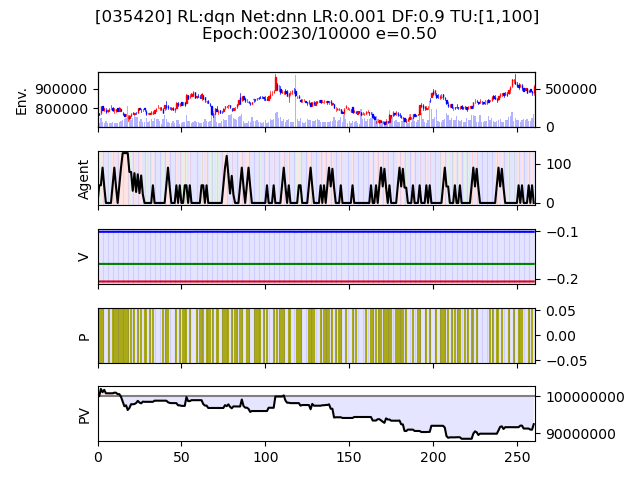 [035420] RL:dqn Net:dnn LR:0.001 DF:0.9 TU:[1,100]
Epoch:00230/10000 e=0.50
Env.
900000
800000
500000
0
Agent
100
0
V
−0.1
−0.2
P
0.05
0.00
−0.05
PV
100000000
90000000
0 50 100 150 200 250